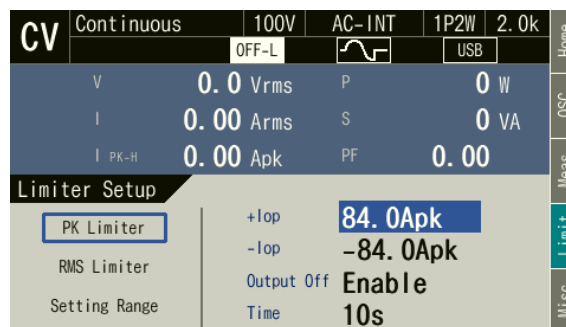 CV Continuous 100V AC-INT 1P2W 2.0k
OFF-L USB
V 0.0 Vrms P 0 W
I 0.00 Arms S 0 VA
I PK-H 0.00 Apk PF 0.00
Limiter Setup
PK Limiter
RMS Limiter
Setting Range
+Iop 84.0Apk
-Iop -84.0Apk
Output Off Enable
Time 10s
Home
OSC
Meas
Limit
Misc